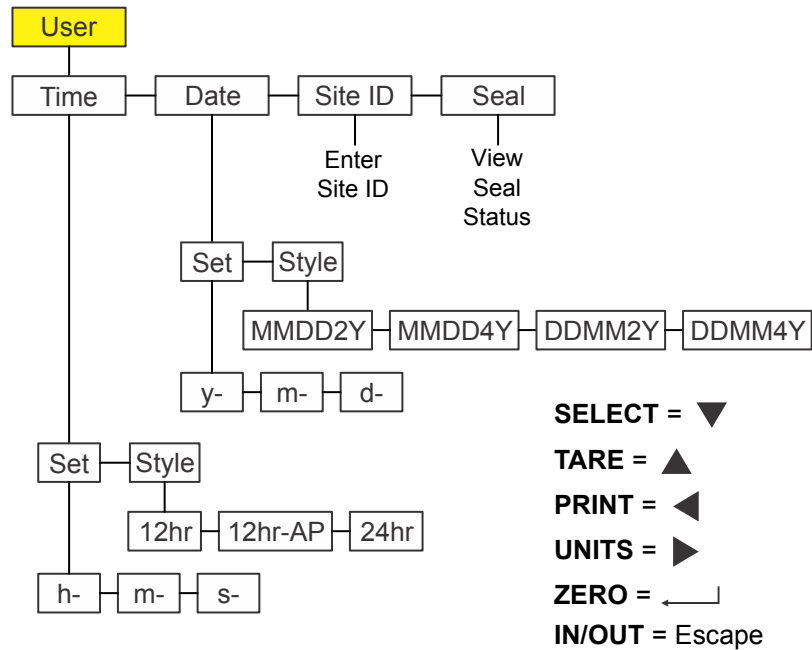 User
Time
Date
Site ID
Seal
Enter
Site ID
View
Seal
Status
Set
Style
MMDD2Y
MMDD4Y
DDMM2Y
DDMM4Y
y-
m-
d-
Set
Style
12hr
12hr-AP
24hr
h-
m-
s-
SELECT = ▼
TARE = ▲
PRINT = ◀
UNITS = ▶
ZERO = ↵
IN/OUT = Escape